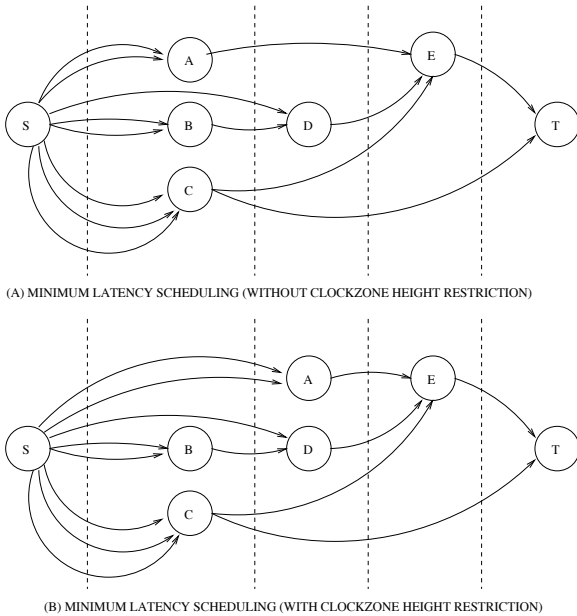 A
E
S
B
D
T
C
(A) MINIMUM LATENCY SCHEDULING (WITHOUT CLOCKZONE HEIGHT RESTRICTION)
A
E
S
B
D
T
C
(B) MINIMUM LATENCY SCHEDULING (WITH CLOCKZONE HEIGHT RESTRICTION)